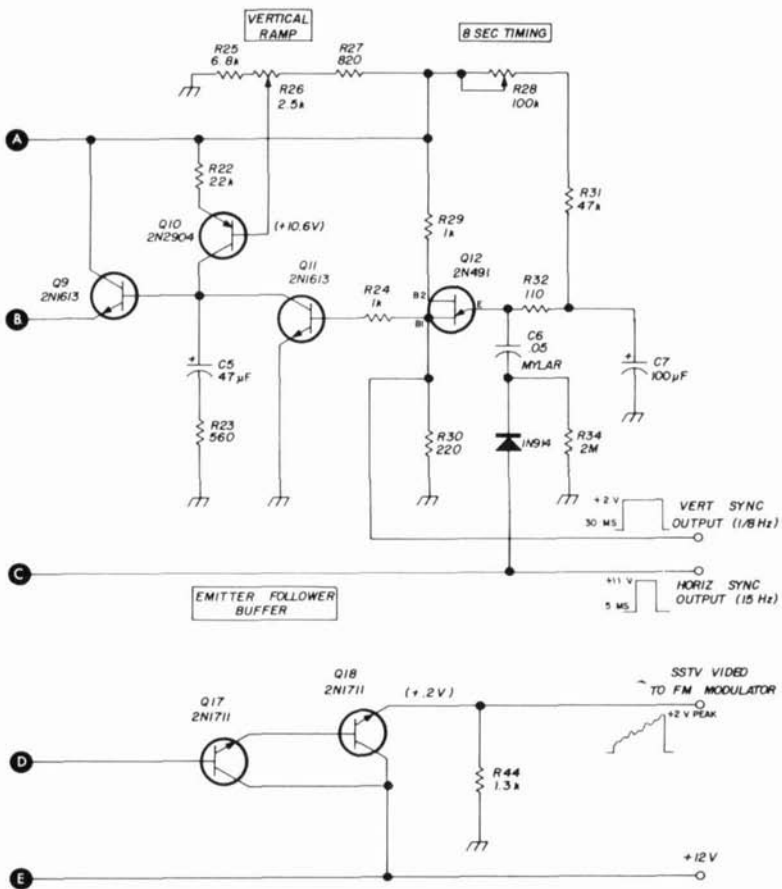 VERTICAL
RAMP
8 SEC TIMING
R25
6.8k
R26
2.5k
R27
820
R28
100k
A
R22
22k
R31
47k
Q10
2N2904
(+10.6V)
R29
1k
Q9
2N1613
Q11
2N1613
R24
1k
Q12
2N491
B2
B1
E
R32
110
B
+
C5
47µF
C6
.05
MYLAR
+
C7
100µF
R23
560
R30
220
1N914
R34
2M
+2V
30 MS
VERT SYNC
OUTPUT (1/8Hz)
C
+11 V
5 MS
HORIZ SYNC
OUTPUT (15 Hz)
EMITTER FOLLOWER
BUFFER
Q17
2N1711
Q18
2N1711
(+.2V)
SSTV VIDEO
TO FM MODULATOR
+2 V PEAK
D
R44
1.3k
E
+12V